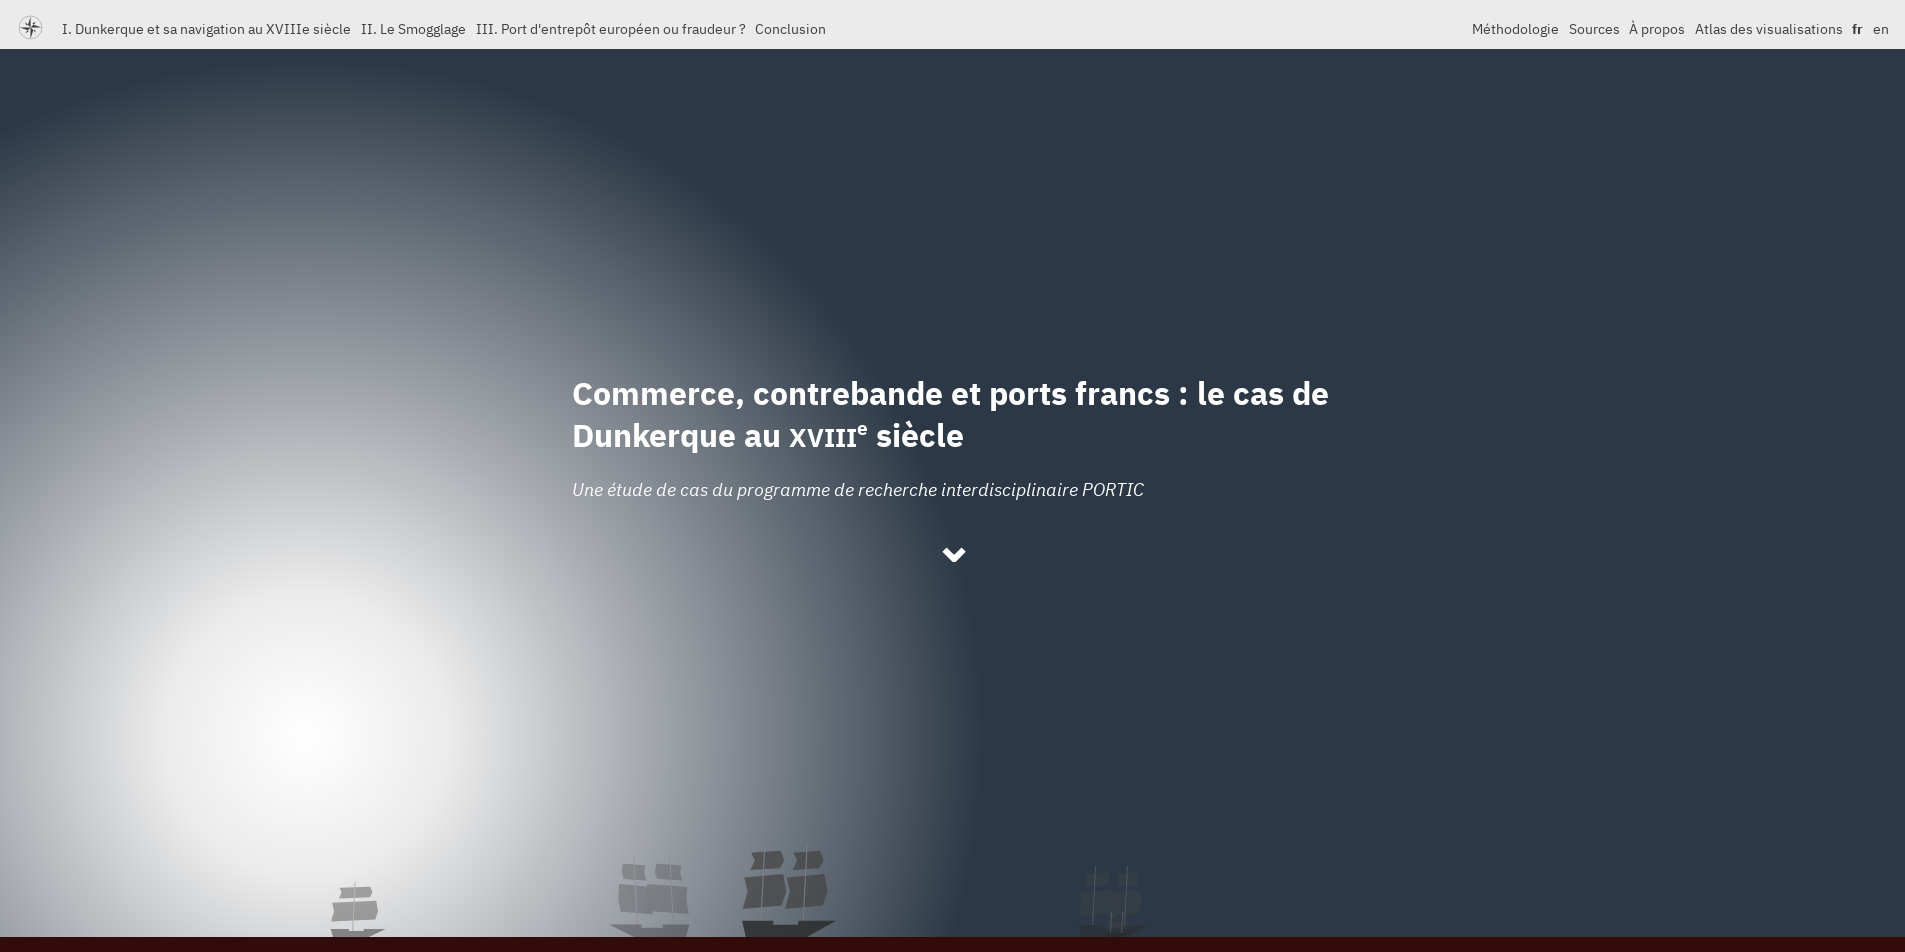 I. Dunkerque et sa navigation au XVIIIe siècle II. Le Smogglage III. Port d'entrepôt européen ou fraudeur ? Conclusion Méthodologie Sources À propos Atlas des visualisations fr en
Commerce, contrebande et ports francs : le cas de
Dunkerque au XVIIIe siècle
Une étude de cas du programme de recherche interdisciplinaire PORTIC